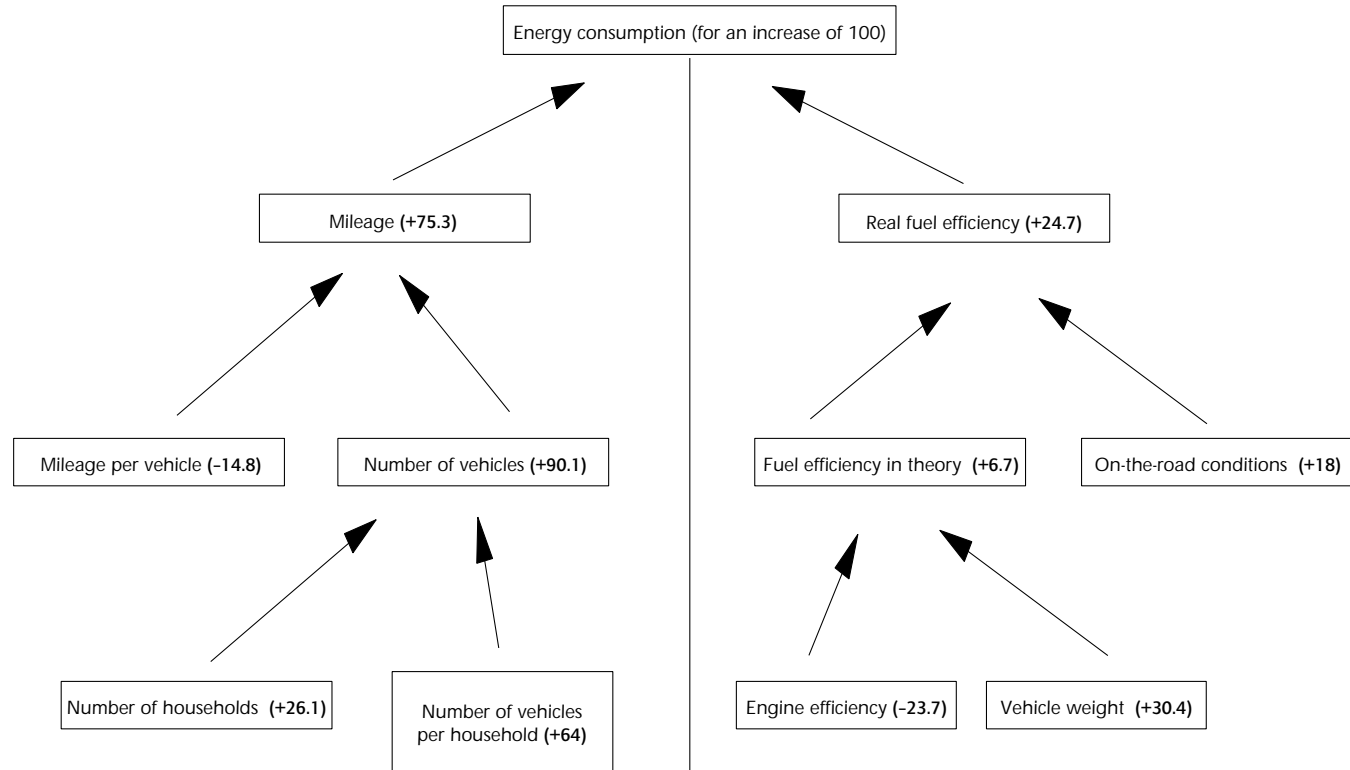 Energy consumption (for an increase of 100)
Mileage (+75.3)
Real fuel efficiency (+24.7)
Mileage per vehicle (–14.8)
Number of vehicles (+90.1)
Fuel efficiency in theory (+6.7)
On-the-road conditions (+18)
Number of households (+26.1)
Number of vehicles
per household (+64)
Engine efficiency (–23.7)
Vehicle weight (+30.4)